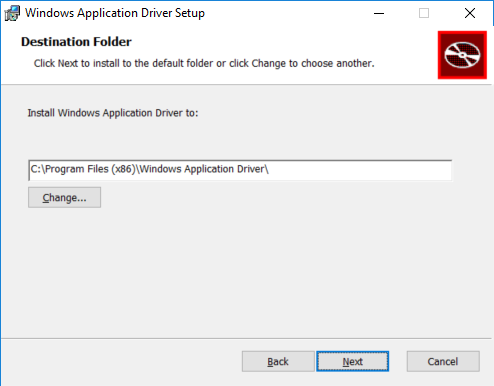 Windows Application Driver Setup
Destination Folder
Click Next to install to the default folder or click Change to choose another.
Install Windows Application Driver to:
C:\Program Files (x86)\Windows Application Driver\
Change...
Back Next Cancel